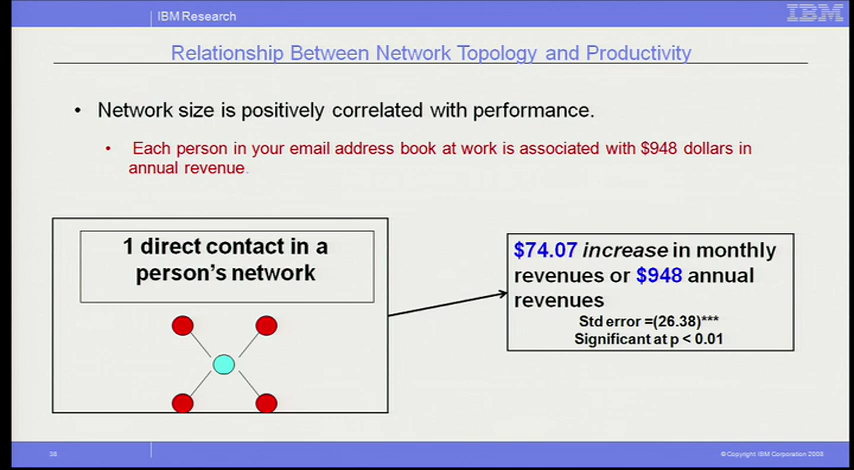 IBM Research
IBM
Relationship Between Network Topology and Productivity
• Network size is positively correlated with performance.
• Each person in your email address book at work is associated with $948 dollars in
annual revenue.
1 direct contact in a
person's network
$74.07 increase in monthly
revenues or $948 annual
revenues
Std error =(26.38)***
Significant at p < 0.01
38
© Copyright IBM Corporation 2008